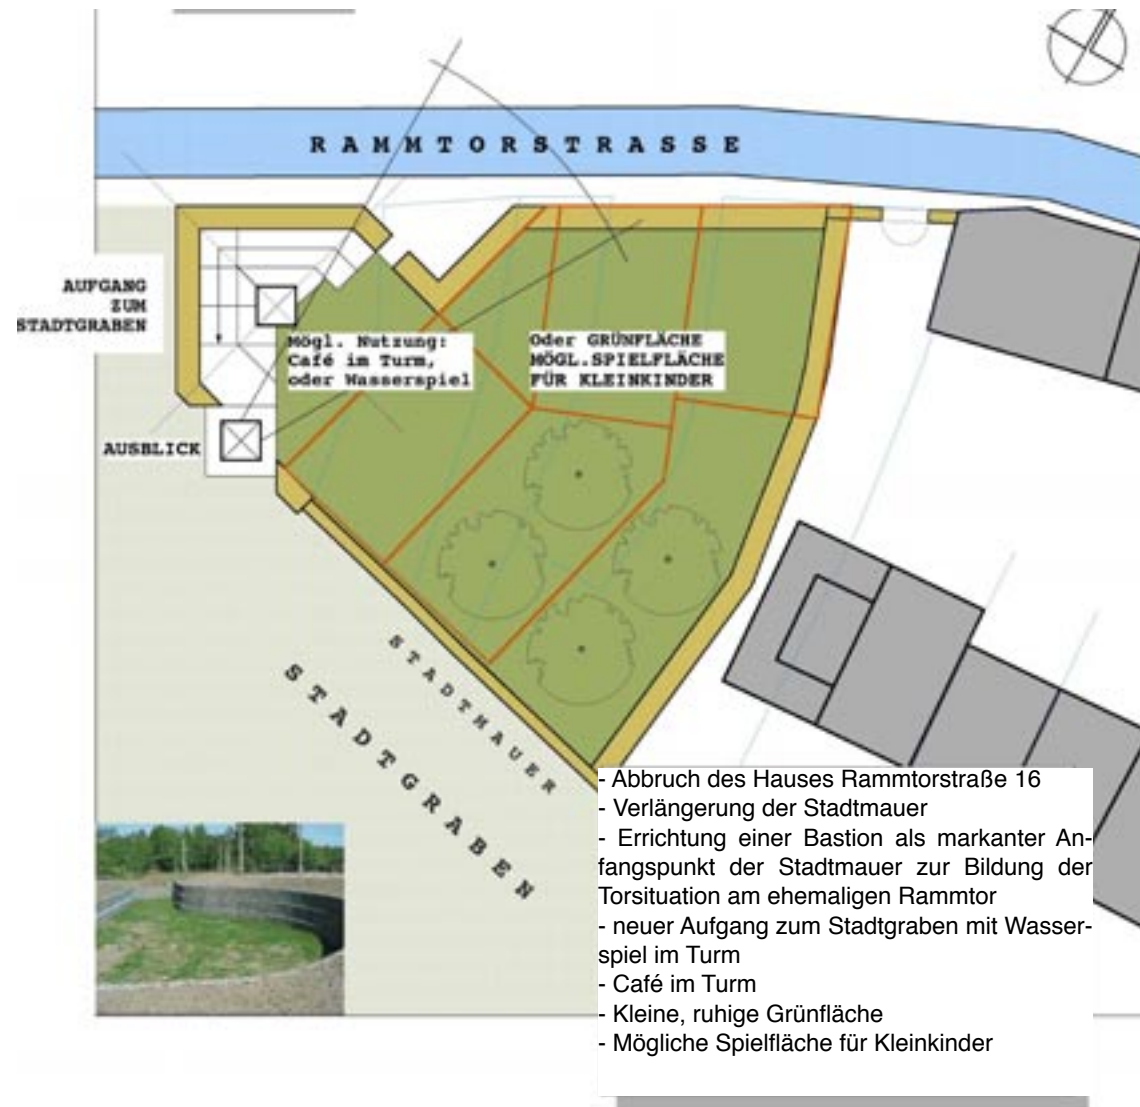 RAMMTORSTRASSE
AUFGANG
ZUM
STADTGRABEN
Mögl. Nutzung:
Café im Turm,
oder Wasserspiel
Oder GRÜNFLÄCHE
MÖGL.SPIELFLÄCHE
FÜR KLEINKINDER
AUSBLICK
STADTMAUER
STADTGRABEN
- Abbruch des Hauses Rammtorstraße 16
- Verlängerung der Stadtmauer
- Errichtung einer Bastion als markanter An-
fangspunkt der Stadtmauer zur Bildung der
Torsituation am ehemaligen Rammtor
- neuer Aufgang zum Stadtgraben mit Wasser-
spiel im Turm
- Café im Turm
- Kleine, ruhige Grünfläche
- Mögliche Spielfläche für Kleinkinder